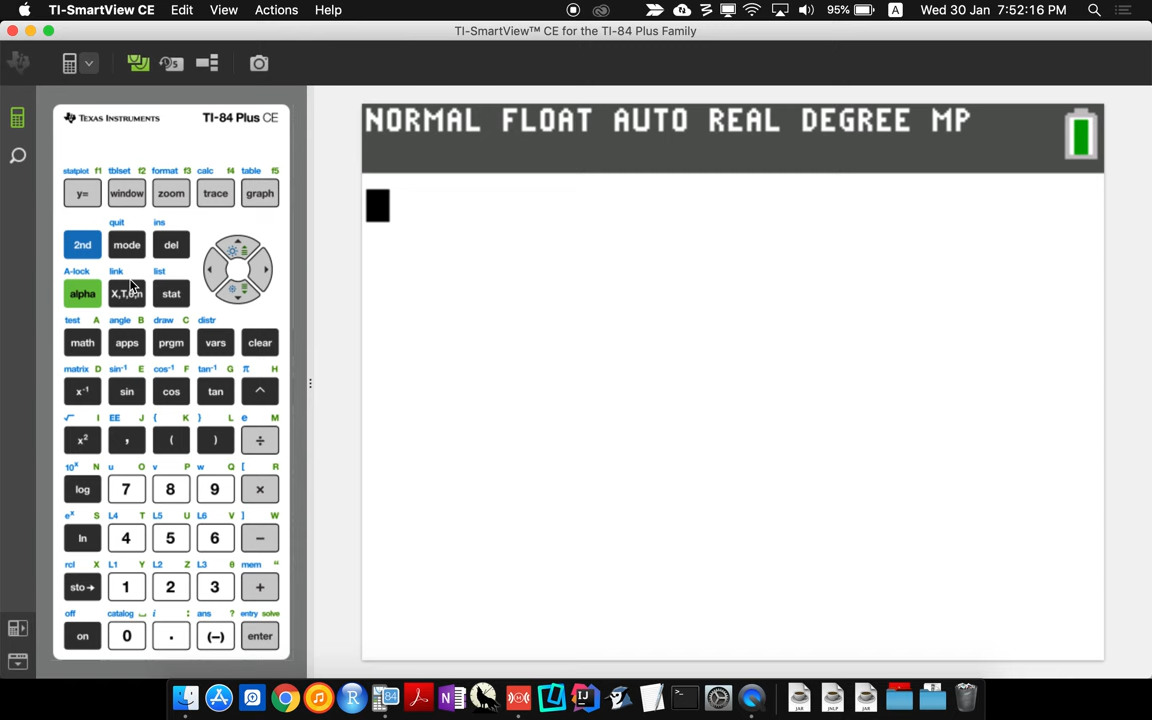 TI-SmartView CE Edit View Actions Help 95% A Wed 30 Jan 7:52:16 PM
TI-SmartView™ CE for the TI-84 Plus Family
TEXAS INSTRUMENTS TI-84 Plus CE
NORMAL FLOAT AUTO REAL DEGREE MP
statplot f1 tblset f2 format f3 calc f4 table f5
y= window zoom trace graph
quit ins
2nd mode del
A-lock link list
alpha X,T,θ,n stat
test A angle B draw C distr
math apps prgm vars clear
matrix D sin⁻¹ E cos⁻¹ F tan⁻¹ G π H
x⁻¹ sin cos tan ^
√ I EE J { K } L e M
x² , ( ) ÷
10ˣ N u O v P w Q [ R
log 7 8 9 ×
eˣ S L4 T L5 U L6 V ] W
ln 4 5 6 −
rcl X L1 Y L2 Z L3 θ mem "
sto→ 1 2 3 +
off catalog ⎵ i : ans ? entry solve
on 0 . (−) enter
84
JAR JNLP JAR